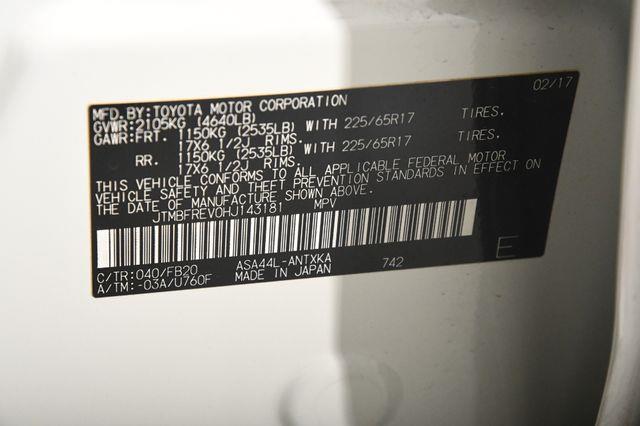 02/17
MFD.BY:TOYOTA MOTOR CORPORATION
GVWR:2105KG (4640LB)
GAWR:FRT. 1150KG (2535LB) WITH 225/65R17 TIRES.
17X6 1/2J RIMS.
RR. 1150KG (2535LB) WITH 225/65R17 TIRES.
17X6 1/2J RIMS.
THIS VEHICLE CONFORMS TO ALL APPLICABLE FEDERAL MOTOR
VEHICLE SAFETY AND THEFT PREVENTION STANDARDS IN EFFECT ON
THE DATE OF MANUFACTURE SHOWN ABOVE.
JTMBFREV0HJ143181 MPV
C/TR:040/FB20 ASA44L-ANTXKA 742 E
A/TM:-03A/U760F MADE IN JAPAN